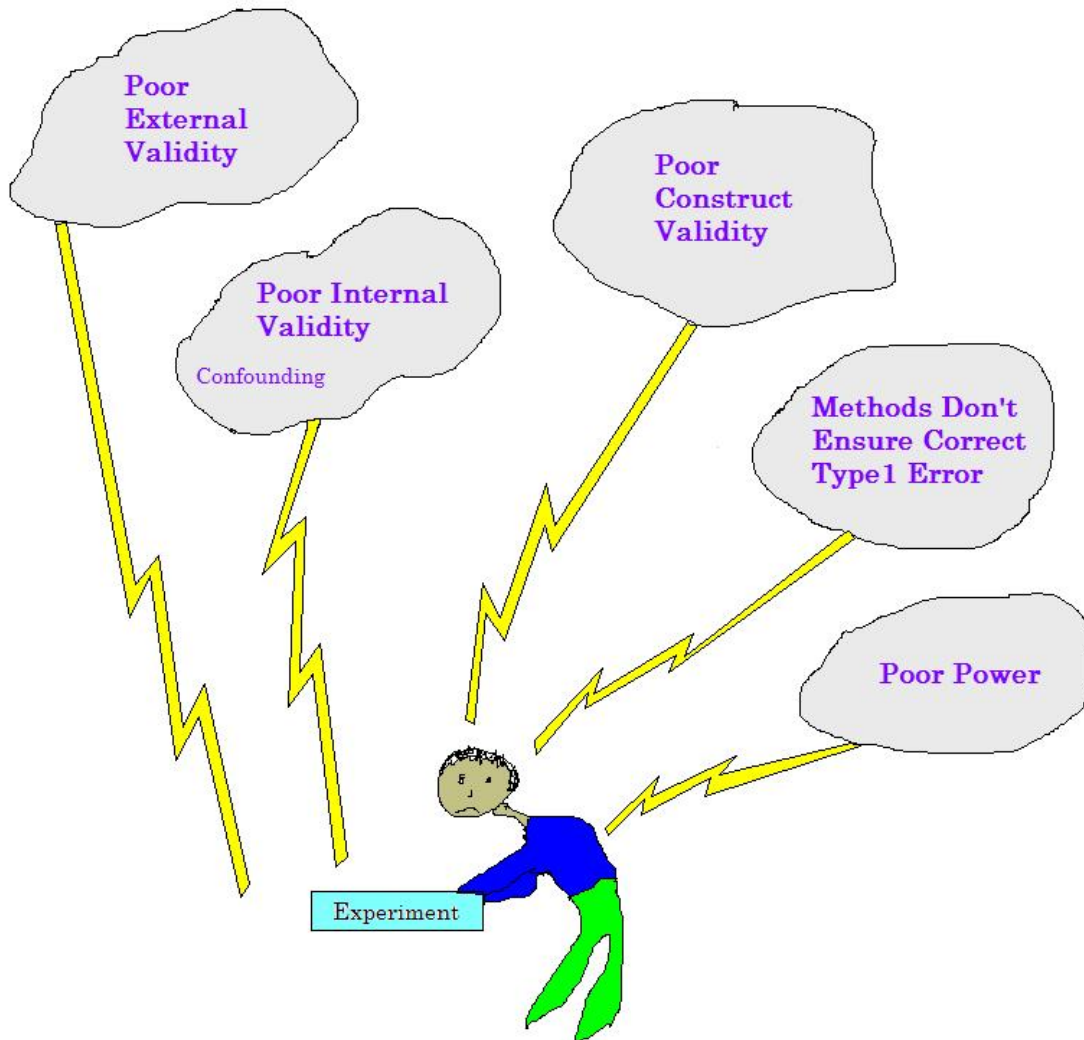 Poor
External
Validity
Poor Internal
Validity
Confounding
Poor
Construct
Validity
Methods Don't
Ensure Correct
Type1 Error
Poor Power
Experiment